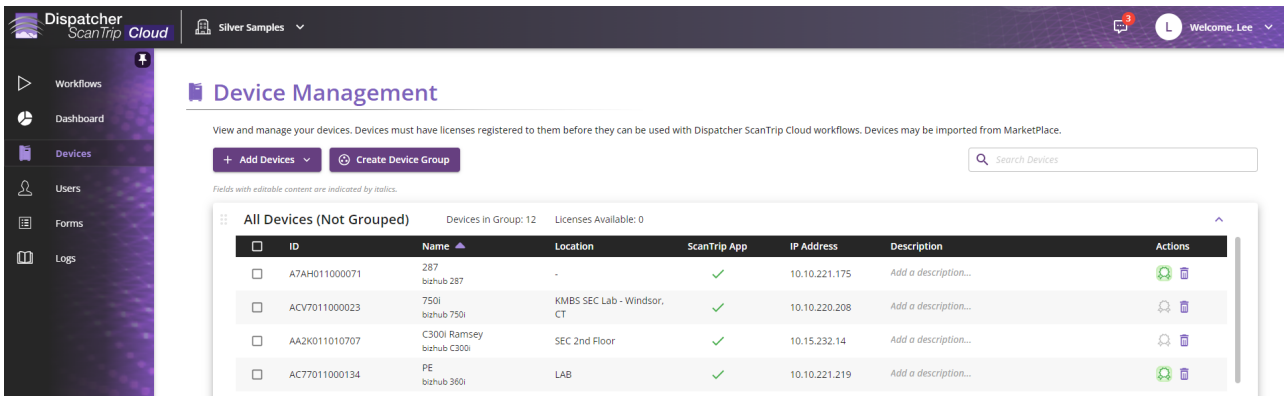 Dispatcher
ScanTrip Cloud
Silver Samples
3
L
Welcome, Lee
Workflows
Dashboard
Devices
Users
Forms
Logs
Device Management
View and manage your devices. Devices must have licenses registered to them before they can be used with Dispatcher ScanTrip Cloud workflows. Devices may be imported from MarketPlace.
+ Add Devices
Create Device Group
Search Devices
Fields with editable content are indicated by italics.
All Devices (Not Grouped) Devices in Group: 12 Licenses Available: 0
ID Name Location ScanTrip App IP Address Description Actions
A7AH011000071 287 - 10.10.221.175 Add a description...
bizhub 287
ACV7011000023 750i KMBS SEC Lab - Windsor, 10.10.220.208 Add a description...
bizhub 750i CT
AA2K011010707 C300i Ramsey SEC 2nd Floor 10.15.232.14 Add a description...
bizhub C300i
AC77011000134 PE LAB 10.10.221.219 Add a description...
bizhub 360i